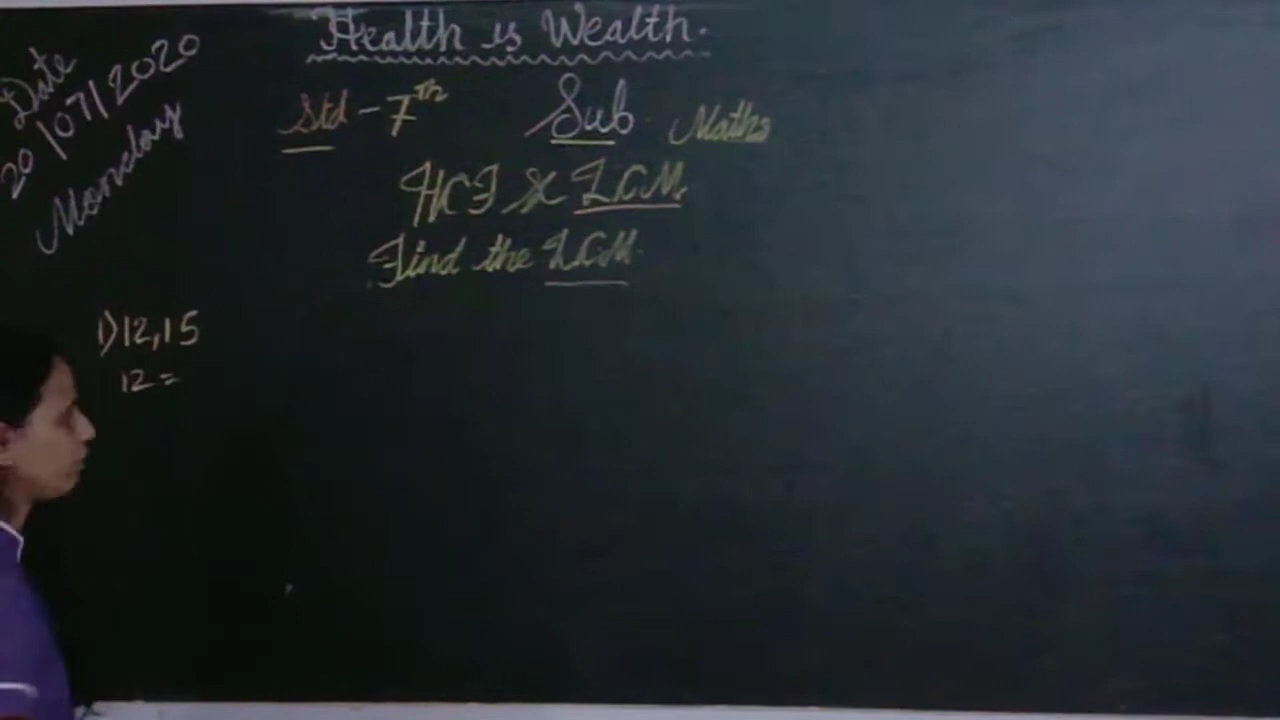 Health is Wealth.
Date
20/07/2020
Monday
Std - 7th Sub. Maths
HCF & LCM.
Find the LCM.
1) 12, 15
12 =